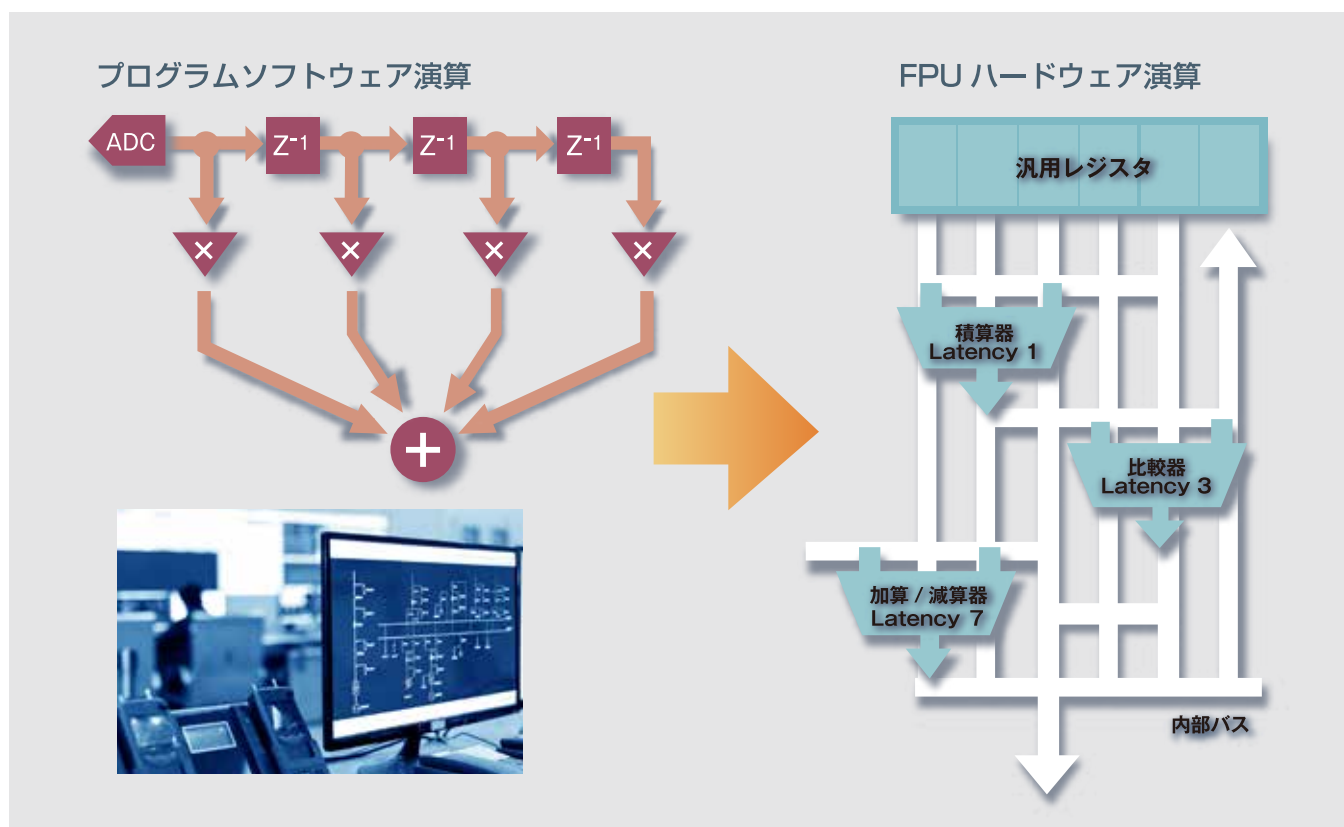 プログラムソフトウェア演算
ADC
Z⁻¹
Z⁻¹
Z⁻¹
×
×
×
×
+
FPU ハードウェア演算
汎用レジスタ
積算器
Latency 1
比較器
Latency 3
加算 / 減算器
Latency 7
内部バス